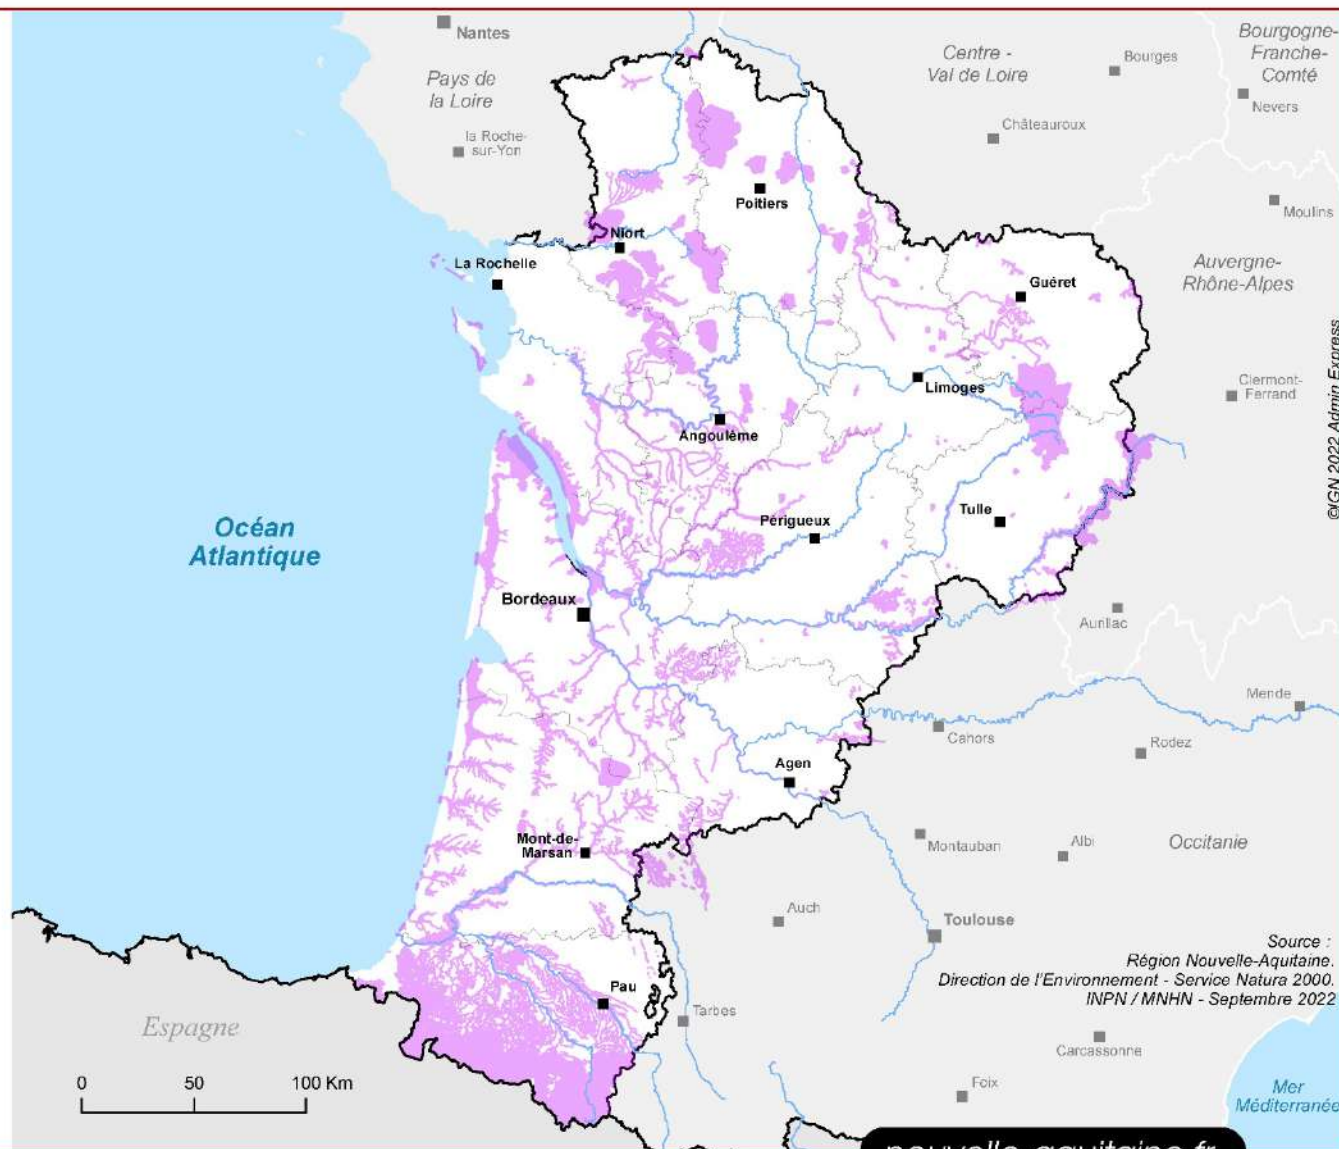 Nantes
Pays de
la Loire
la Roche-
sur-Yon
Centre -
Val de Loire
Bourges
Châteauroux
Bourgogne-
Franche-
Comté
Nevers
Moulins
Poitiers
Niort
La Rochelle
Guéret
Auvergne-
Rhône-Alpes
Limoges
Clermont-
Ferrand
©IGN 2022 Admin Express
Angoulême
Périgueux
Tulle
Océan
Atlantique
Bordeaux
Aurillac
Mende
Cahors
Rodez
Agen
Mont-de-
Marsan
Montauban
Albi
Occitanie
Auch
Toulouse
Source :
Région Nouvelle-Aquitaine.
Direction de l'Environnement - Service Natura 2000.
INPN / MNHN - Septembre 2022
Pau
Tarbes
Espagne
Carcassonne
Foix
Mer
Méditerranée
0 50 100 Km
nouvelle-aquitaine.fr